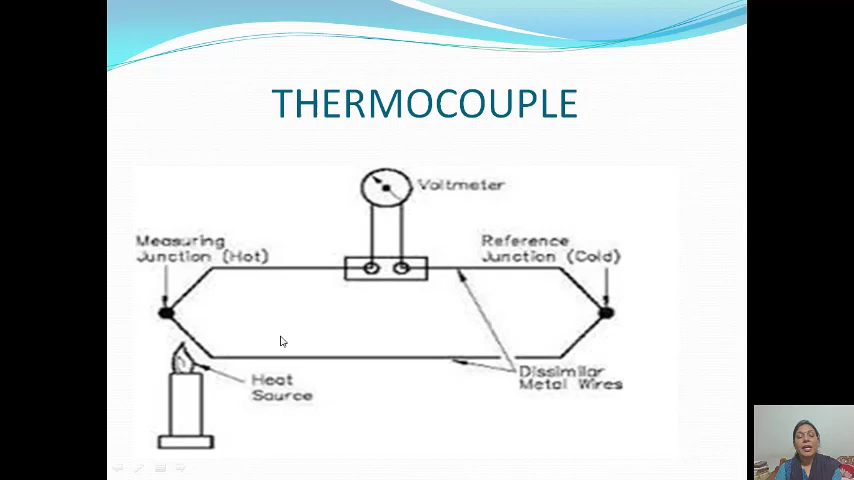 THERMOCOUPLE
Voltmeter
Measuring
Junction (Hot)
Reference
Junction (Cold)
Heat
Source
Dissimilar
Metal Wires